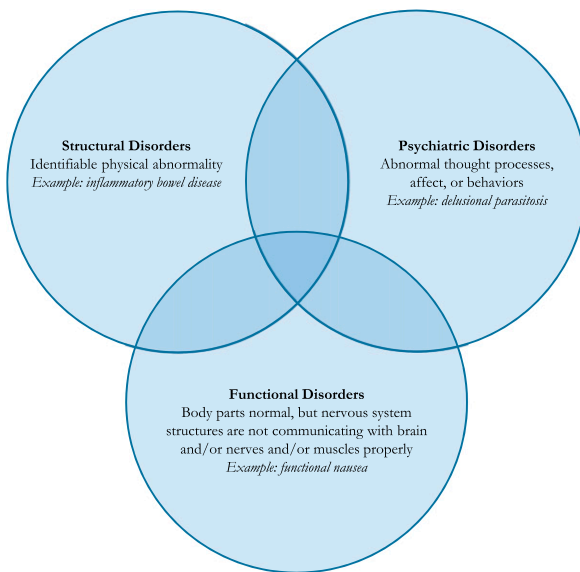 Structural Disorders
Identifiable physical abnormality
Example: inflammatory bowel disease
Psychiatric Disorders
Abnormal thought processes,
affect, or behaviors
Example: delusional parasitosis
Functional Disorders
Body parts normal, but nervous system
structures are not communicating with brain
and/or nerves and/or muscles properly
Example: functional nausea